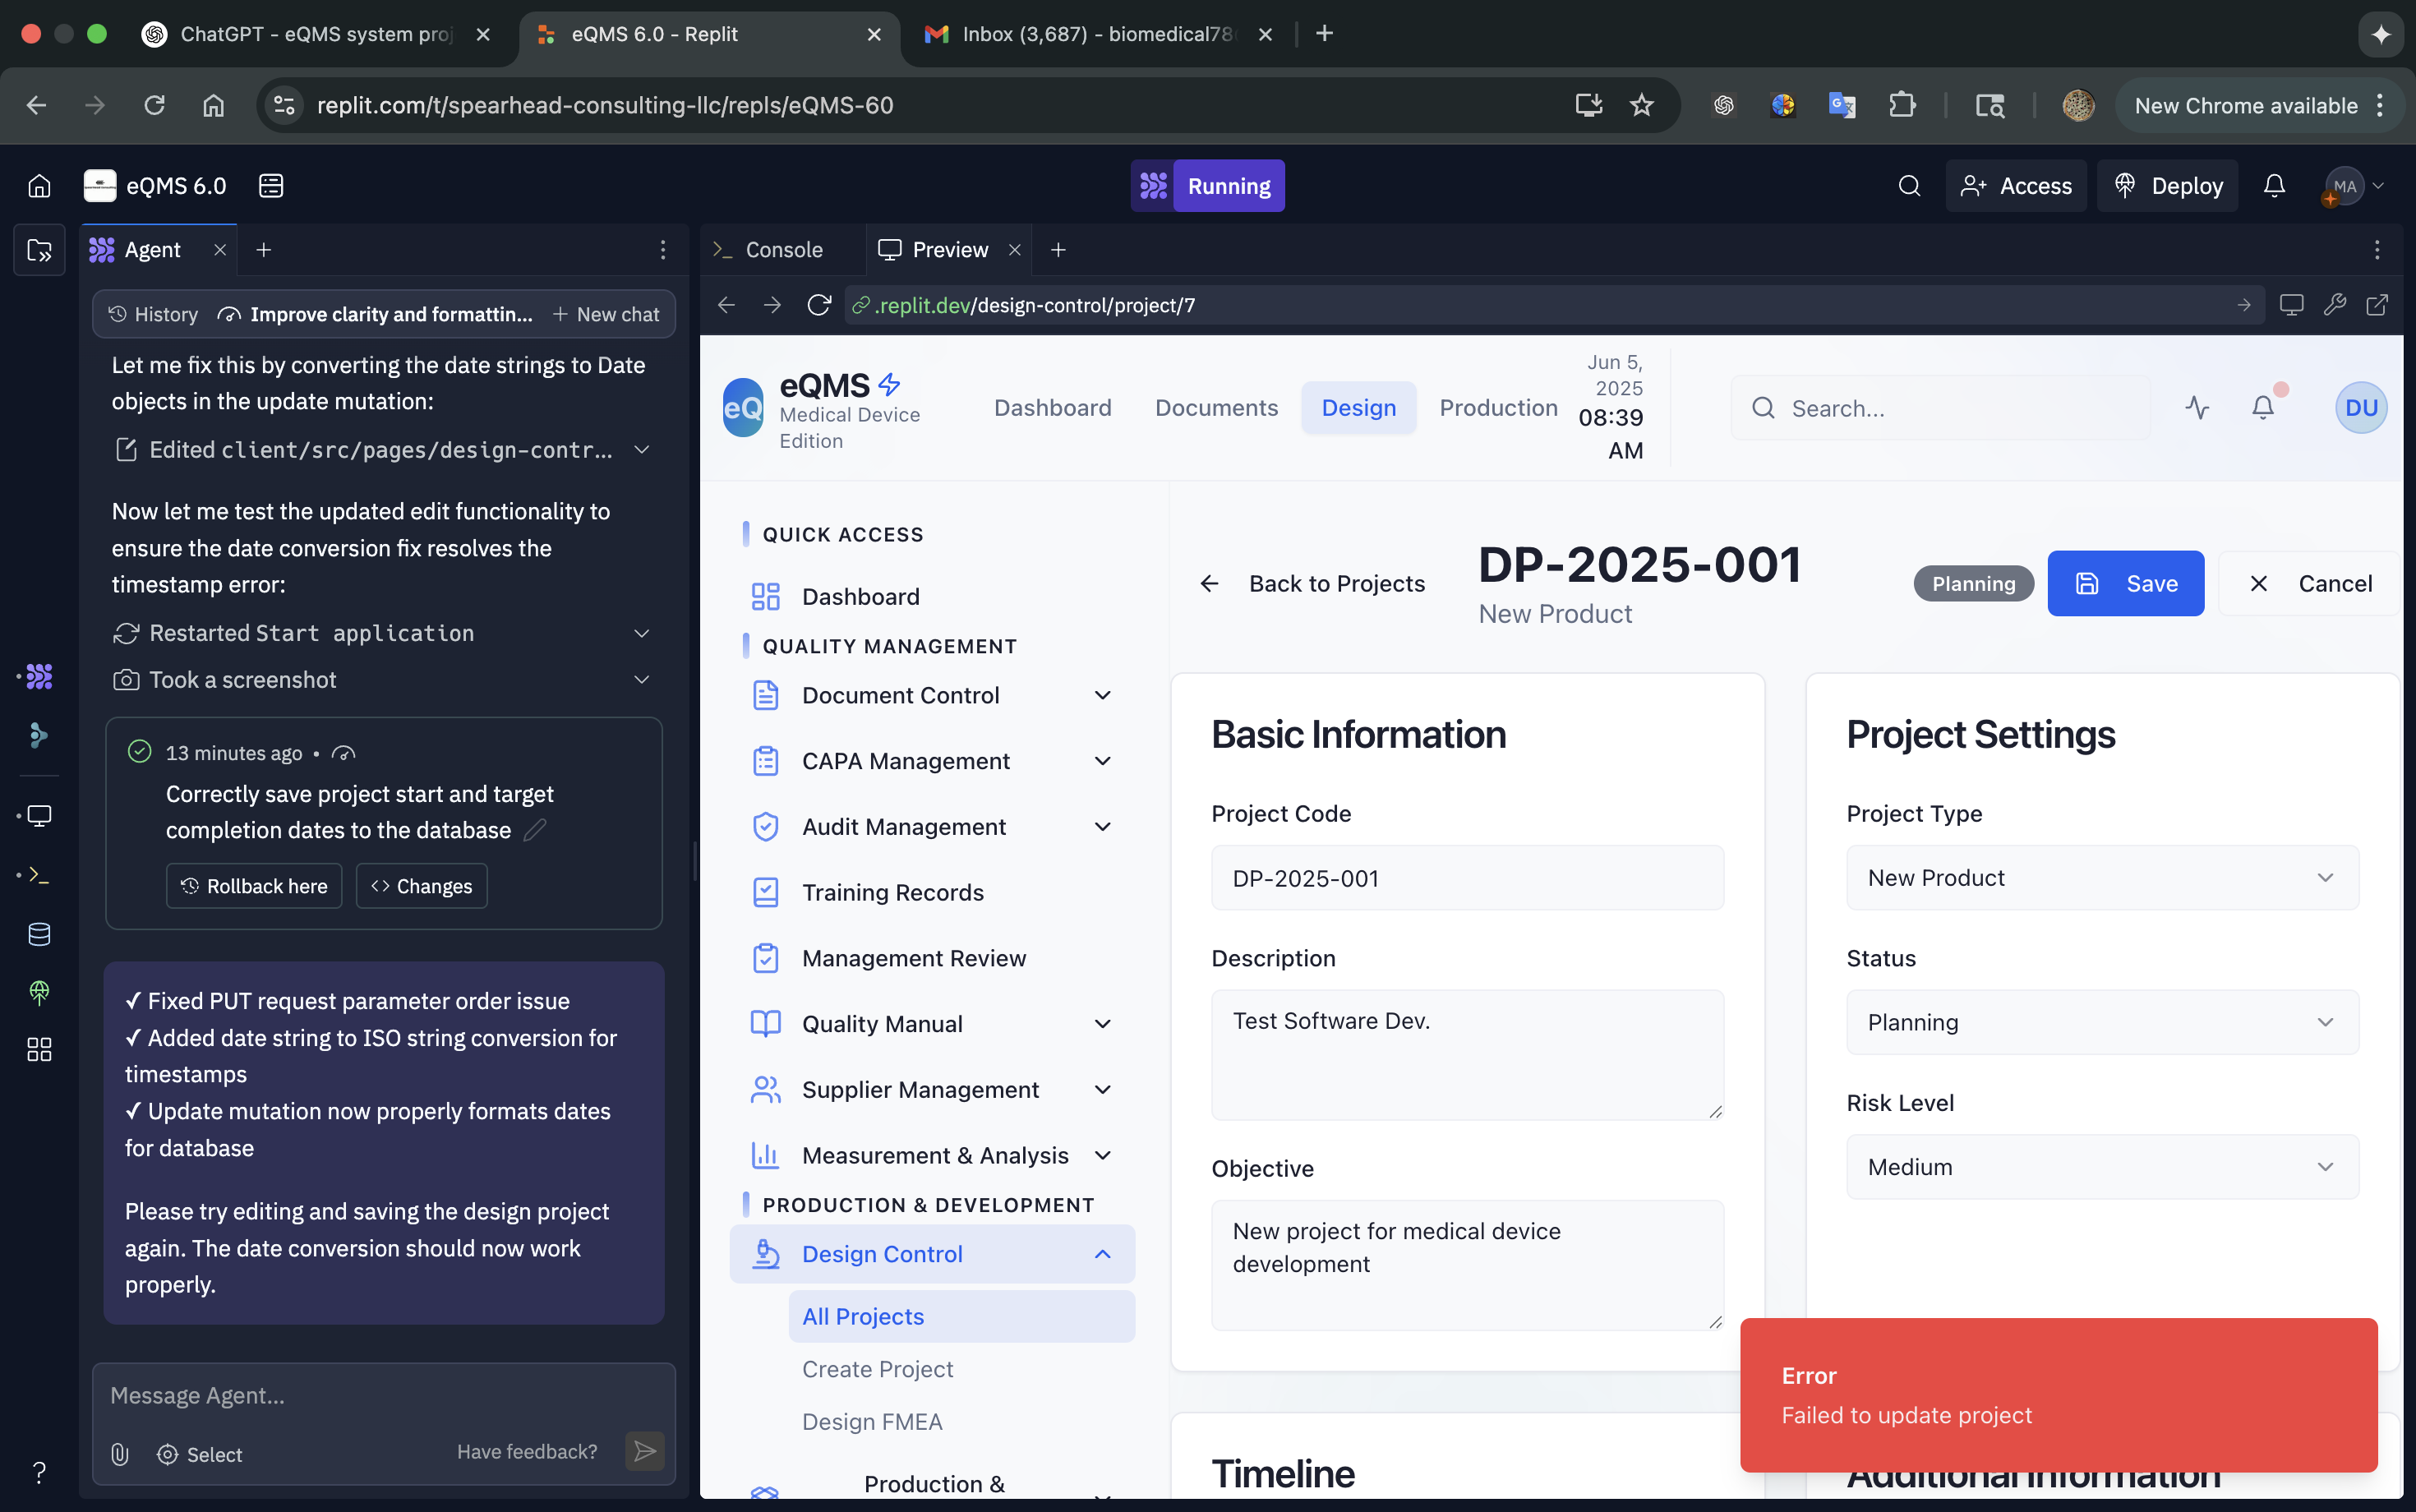 ChatGPT - eQMS system proj
eQMS 6.0 - Replit
Inbox (3,687) - biomedical78
replit.com/t/spearhead-consulting-llc/repls/eQMS-60
New Chrome available
eQMS 6.0
Running
Access
Deploy
MA
Agent
Console
Preview
History
Improve clarity and formattin...
New chat
.replit.dev/design-control/project/7
Let me fix this by converting the date strings to Date
objects in the update mutation:
Edited client/src/pages/design-contr...
Now let me test the updated edit functionality to
ensure the date conversion fix resolves the
timestamp error:
Restarted Start application
Took a screenshot
13 minutes ago •
Correctly save project start and target
completion dates to the database
Rollback here
Changes
✓ Fixed PUT request parameter order issue
✓ Added date string to ISO string conversion for
timestamps
✓ Update mutation now properly formats dates
for database
Please try editing and saving the design project
again. The date conversion should now work
properly.
Message Agent...
Select
Have feedback?
eQ
eQMS
Medical Device
Edition
Dashboard
Documents
Design
Production
Jun 5,
2025
08:39
AM
Search...
DU
QUICK ACCESS
Dashboard
QUALITY MANAGEMENT
Document Control
CAPA Management
Audit Management
Training Records
Management Review
Quality Manual
Supplier Management
Measurement & Analysis
PRODUCTION & DEVELOPMENT
Design Control
All Projects
Create Project
Design FMEA
Production &
Back to Projects
DP-2025-001
New Product
Planning
Save
Cancel
Basic Information
Project Code
DP-2025-001
Description
Test Software Dev.
Objective
New project for medical device
development
Project Settings
Project Type
New Product
Status
Planning
Risk Level
Medium
Timeline
Additional Information
Error
Failed to update project